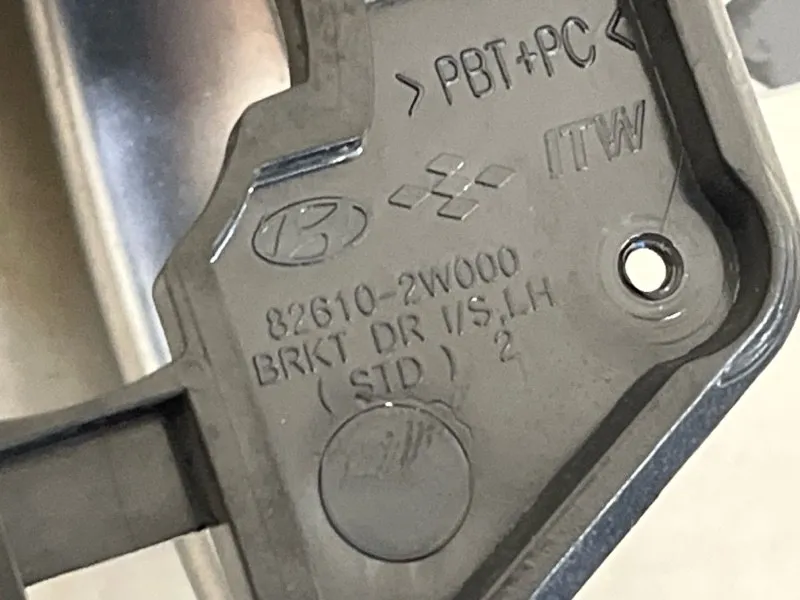 >PBT+PC<
ITW
82610-2W000
BRKT DR I/S,LH
(STD) 2